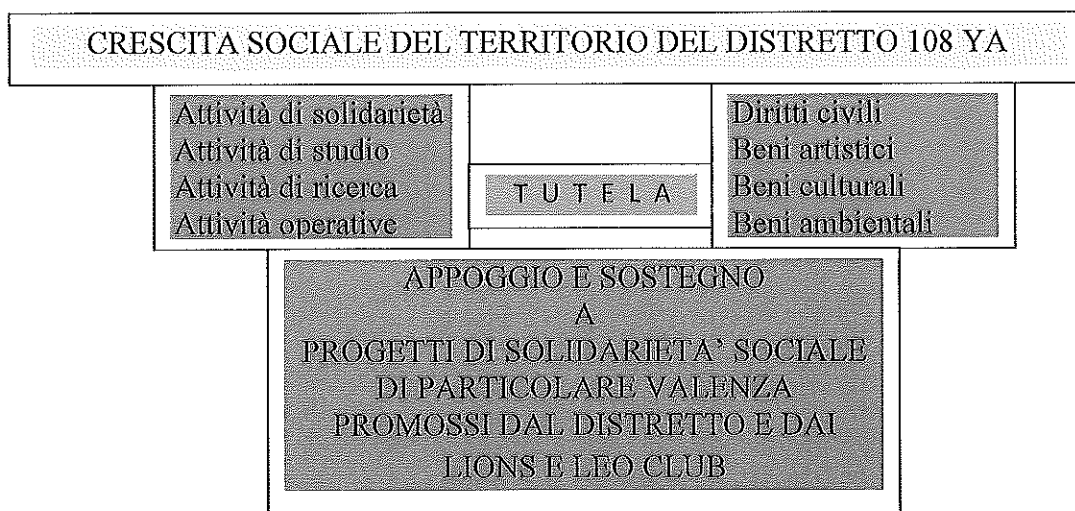 CRESCITA SOCIALE DEL TERRITORIO DEL DISTRETTO 108 YA
Attività di solidarietà
Attività di studio
Attività di ricerca
Attività operative
T U T E L A
Diritti civili
Beni artistici
Beni culturali
Beni ambientali
APPOGGIO E SOSTEGNO
A
PROGETTI DI SOLIDARIETA’ SOCIALE
DI PARTICOLARE VALENZA
PROMOSSI DAL DISTRETTO E DAI
LIONS E LEO CLUB